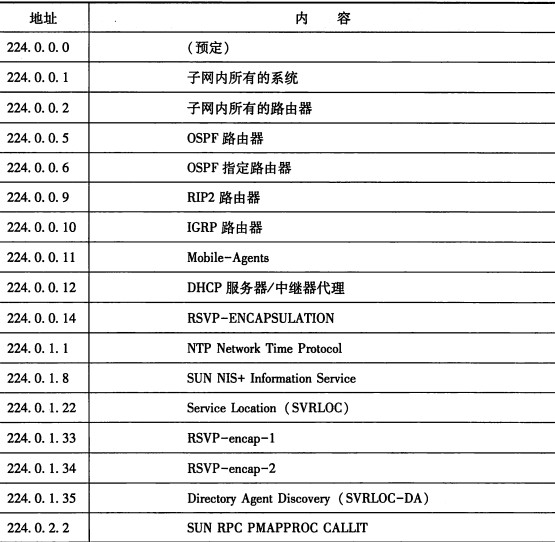 地址 内 容
224. 0. 0. 0 （预定）
224. 0. 0. 1 子网内所有的系统
224. 0. 0. 2 子网内所有的路由器
224. 0. 0. 5 OSPF 路由器
224. 0. 0. 6 OSPF 指定路由器
224. 0. 0. 9 RIP2 路由器
224. 0. 0. 10 IGRP 路由器
224. 0. 0. 11 Mobile-Agents
224. 0. 0. 12 DHCP 服务器/中继器代理
224. 0. 0. 14 RSVP-ENCAPSULATION
224. 0. 1. 1 NTP Network Time Protocol
224. 0. 1. 8 SUN NIS+ Information Service
224. 0. 1. 22 Service Location（SVRLOC）
224. 0. 1. 33 RSVP-encap-1
224. 0. 1. 34 RSVP-encap-2
224. 0. 1. 35 Directory Agent Discovery（SVRLOC-DA）
224. 0. 2. 2 SUN RPC PMAPPROC CALLIT